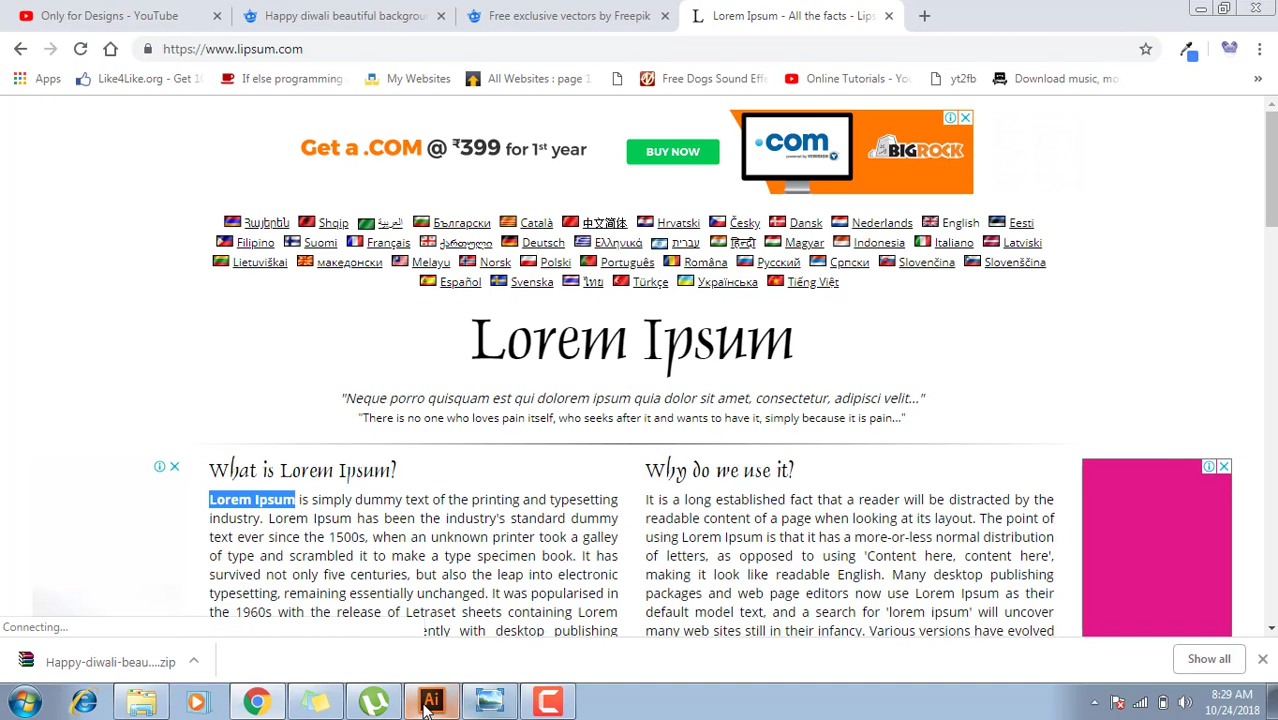 Only for Designs - YouTube
Happy diwali beautiful backgroun
Free exclusive vectors by Freepik
Lorem Ipsum - All the facts - Lips
https://www.lipsum.com
Apps
Like4Like.org - Get 10
If else programming
My Websites
All Websites : page 1
Free Dogs Sound Effe
Online Tutorials - You
yt2fb
Download music, mo
»
Get a .COM @ ₹399 for 1st year
BUY NOW
.com
powered by VERISIGN
BIGROCK
Հայերեն Shqip العربية Български Català 中文简体 Hrvatski Česky Dansk Nederlands English Eesti
Filipino Suomi Français ქართული Deutsch Ελληνικά עברית हिन्दी Magyar Indonesia Italiano Latviski
Lietuviškai македонски Melayu Norsk Polski Português Româna Pyccкий Српски Slovenčina Slovenščina
Español Svenska ไทย Türkçe Українська Tiếng Việt
Lorem Ipsum
"Neque porro quisquam est qui dolorem ipsum quia dolor sit amet, consectetur, adipisci velit..."
"There is no one who loves pain itself, who seeks after it and wants to have it, simply because it is pain..."
What is Lorem Ipsum?
Lorem Ipsum is simply dummy text of the printing and typesetting
industry. Lorem Ipsum has been the industry's standard dummy
text ever since the 1500s, when an unknown printer took a galley
of type and scrambled it to make a type specimen book. It has
survived not only five centuries, but also the leap into electronic
typesetting, remaining essentially unchanged. It was popularised in
the 1960s with the release of Letraset sheets containing Lorem
ently with desktop publishing
Why do we use it?
It is a long established fact that a reader will be distracted by the
readable content of a page when looking at its layout. The point of
using Lorem Ipsum is that it has a more-or-less normal distribution
of letters, as opposed to using 'Content here, content here',
making it look like readable English. Many desktop publishing
packages and web page editors now use Lorem Ipsum as their
default model text, and a search for 'lorem ipsum' will uncover
many web sites still in their infancy. Various versions have evolved
Connecting...
Happy-diwali-beau....zip
Show all
Ai
8:29 AM
10/24/2018